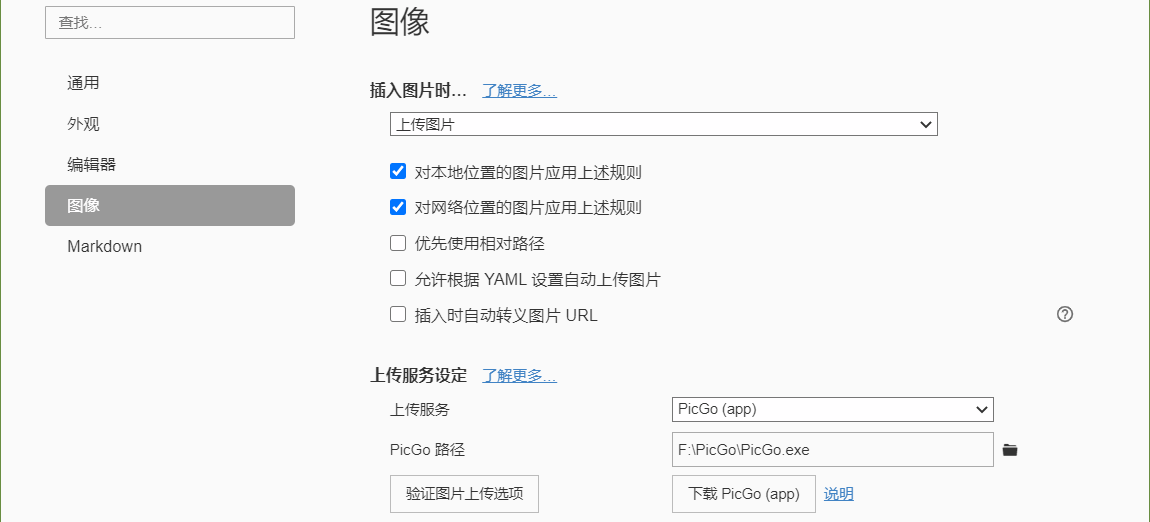 查找...
通用
外观
编辑器
图像
Markdown
图像
插入图片时... 了解更多...
上传图片
对本地位置的图片应用上述规则
对网络位置的图片应用上述规则
优先使用相对路径
允许根据 YAML 设置自动上传图片
插入时自动转义图片 URL
上传服务设定 了解更多...
上传服务 PicGo (app)
PicGo 路径 F:\PicGo\PicGo.exe
验证图片上传选项 下载 PicGo (app) 说明